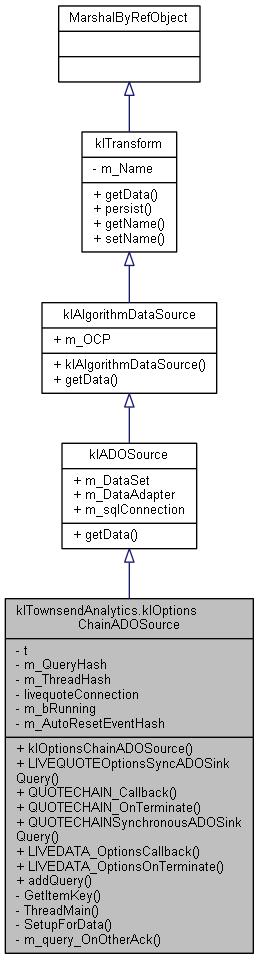 MarshalByRefObject
klTransform
- m_Name
+ getData()
+ persist()
+ getName()
+ setName()
klAlgorithmDataSource
+ m_OCP
+ klAlgorithmDataSource()
+ getData()
klADOSource
+ m_DataSet
+ m_DataAdapter
+ m_sqlConnection
+ getData()
klTownsendAnalytics.klOptions
ChainADOSource
- t
- m_QueryHash
- m_ThreadHash
- livequoteConnection
- m_bRunning
- m_AutoResetEventHash
+ klOptionsChainADOSource()
+ LIVEQUOTEOptionsSyncADOSink
Query()
+ QUOTECHAIN_Callback()
+ QUOTECHAIN_OnTerminate()
+ QUOTECHAINSynchronousADOSink
Query()
+ LIVEDATA_OptionsCallback()
+ LIVEDATA_OptionsOnTerminate()
+ addQuery()
- GetItemKey()
- ThreadMain()
- SetupForData()
- m_query_OnOtherAck()